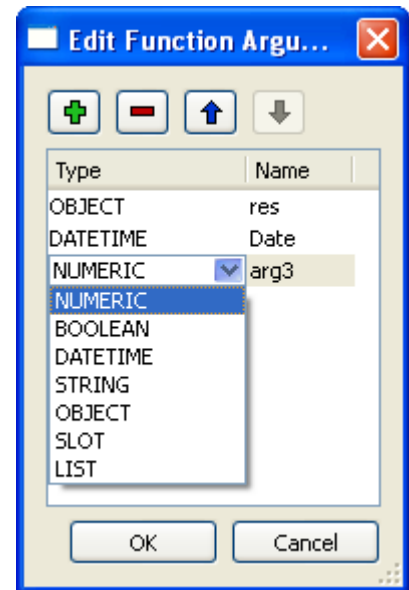 Edit Function Argu...
Type Name
OBJECT res
DATETIME Date
NUMERIC arg3
NUMERIC
BOOLEAN
DATETIME
STRING
OBJECT
SLOT
LIST
OK Cancel